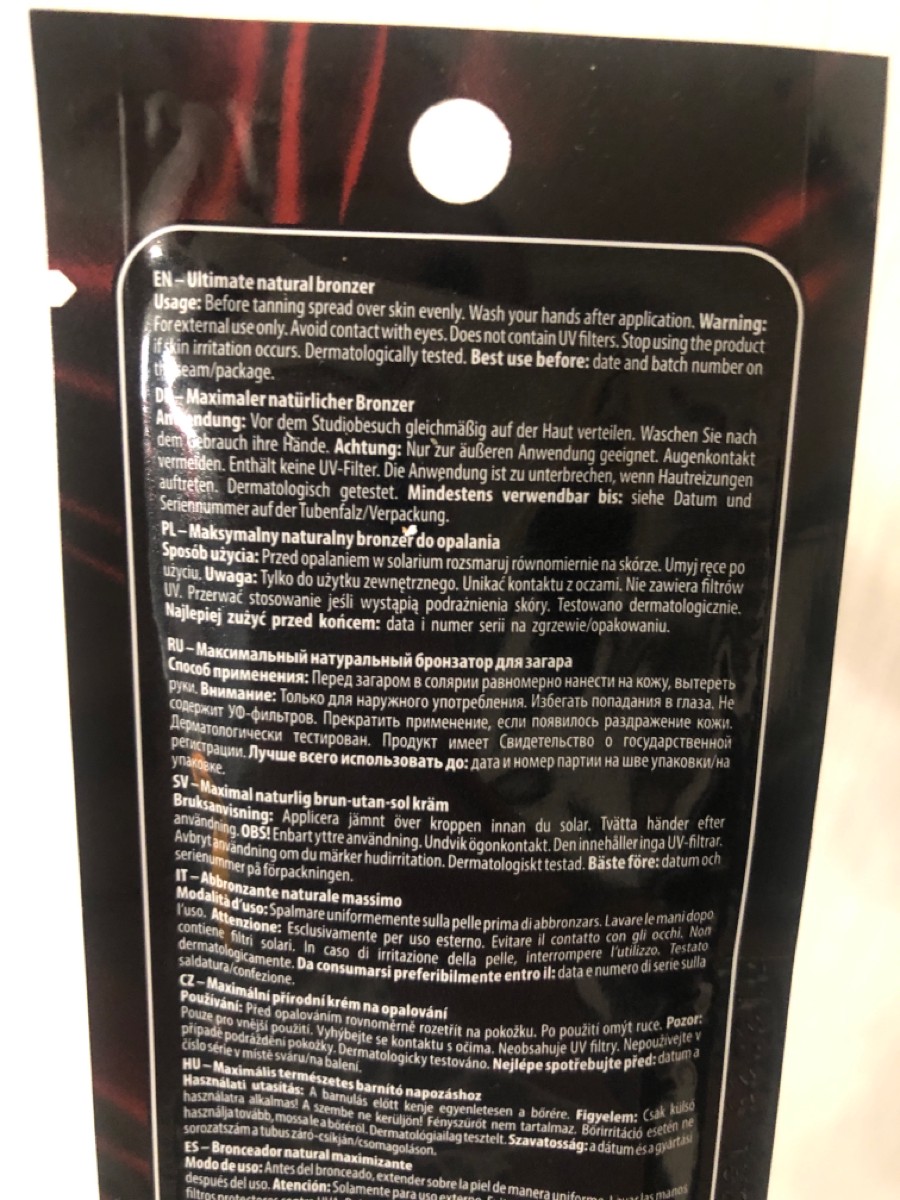 EN – Ultimate natural bronzer
Usage: Before tanning spread over skin evenly. Wash your hands after application. Warning:
For external use only. Avoid contact with eyes. Does not contain UV filters. Stop using the product
if skin irritation occurs. Dermatologically tested. Best use before: date and batch number on
seam/package.
– Maximaler natürlicher Bronzer
Anwendung: Vor dem Studiobesuch gleichmäßig auf der Haut verteilen. Waschen Sie nach
dem Gebrauch ihre Hände. Achtung: Nur zur äußeren Anwendung geeignet. Augenkontakt
vermeiden. Enthält keine UV-Filter. Die Anwendung ist zu unterbrechen, wenn Hautreizungen
auftreten. Dermatologisch getestet. Mindestens verwendbar bis: siehe Datum und
Seriennummer auf der Tubenfalz/Verpackung.
PL – Maksymalny naturalny bronzer do opalania
Sposób użycia: Przed opalaniem w solarium rozsmaruj równomiernie na skórze. Umyj ręce po
użyciu. Uwaga: Tylko do użytku zewnętrznego. Unikać kontaktu z oczami. Nie zawiera filtrów
UV. Przerwać stosowanie jeśli wystąpią podrażnienia skóry. Testowano dermatologicznie.
Najlepiej zużyć przed końcem: data i numer serii na zgrzewie/opakowaniu.
RU – Максимальный натуральный бронзатор для загара
Способ применения: Перед загаром в солярии равномерно нанести на кожу, вытереть
руки. Внимание: Только для наружного употребления. Избегать попадания в глаза. Не
содержит УФ-фильтров. Прекратить применение, если появилось раздражение кожи.
Дерматологически тестирован. Продукт имеет Свидетельство о государственной
регистрации. Лучше всего использовать до: дата и номер партии на шве упаковки/на
упаковке.
SV – Maximal naturlig brun-utan-sol kräm
Bruksanvisning: Applicera jämnt över kroppen innan du solar. Tvätta händer efter
användning. OBS! Enbart yttre användning. Undvik ögonkontakt. Den innehåller inga UV-filtrar.
Avbryt användning om du märker hudirritation. Dermatologiskt testad. Bäste före: datum och
serienummer på förpackningen.
IT – Abbronzante naturale massimo
Modalità d'uso: Spalmare uniformemente sulla pelle prima di abbronzars. Lavare le mani dopo
l'uso. Attenzione: Esclusivamente per uso esterno. Evitare il contatto con gli occhi. Non
contiene filtri solari. In caso di irritazione della pelle, interrompere l'utilizzo. Testato
dermatologicamente. Da consumarsi preferibilmente entro il: data e numero di serie sulla
saldatura/confezione.
CZ – Maximální přírodní krém na opalování
Používání: Před opalováním rovnoměrně rozetřít na pokožku. Po použití omýt ruce. Pozor:
Pouze pro vnější použití. Vyhýbejte se kontaktu s očima. Neobsahuje UV filtry. Nepoužívejte v
případě podráždění pokožky. Dermatologicky testováno. Nejlépe spotřebujte před: datum a
číslo série v místě sváru/na balení.
HU – Maximális természetes barnító napozáshoz
Használati utasítás: A barnulás előtt kenje egyenletesen a bőrére. Figyelem: Csak külső
használatra alkalmas! A szembe ne kerüljön! Fényszűrőt nem tartalmaz. Bőrirritáció esetén ne
használja tovább, mossa le a bőréről. Dermatológiailag tesztelt. Szavatosság: a dátum és a gyártási
sorozatszám a tubus záró-csíkján/csomagoláson.
ES – Bronceador natural maximizante
Modo de uso: Antes del bronceado, extender sobre la piel de manera uniforme. Lavar las manos
después del uso. Atención: Solamente para uso externo.
filtros